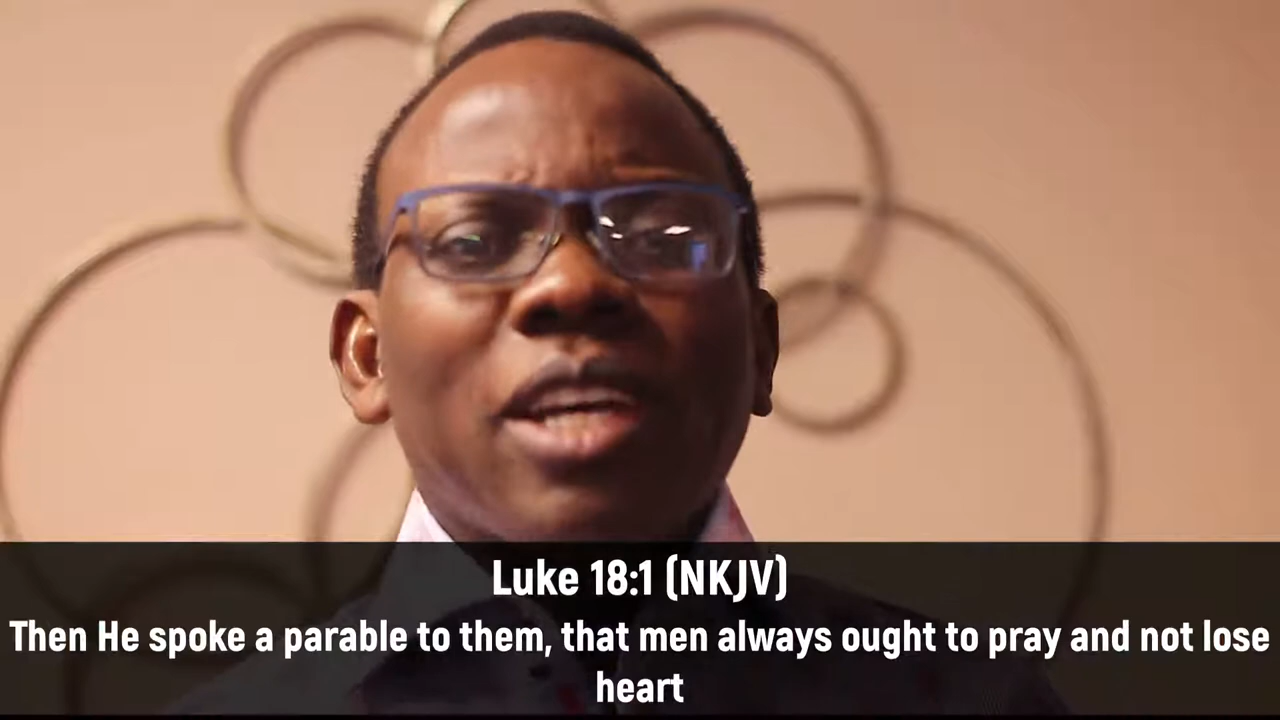 Luke 18:1 (NKJV)
Then He spoke a parable to them, that men always ought to pray and not lose
heart